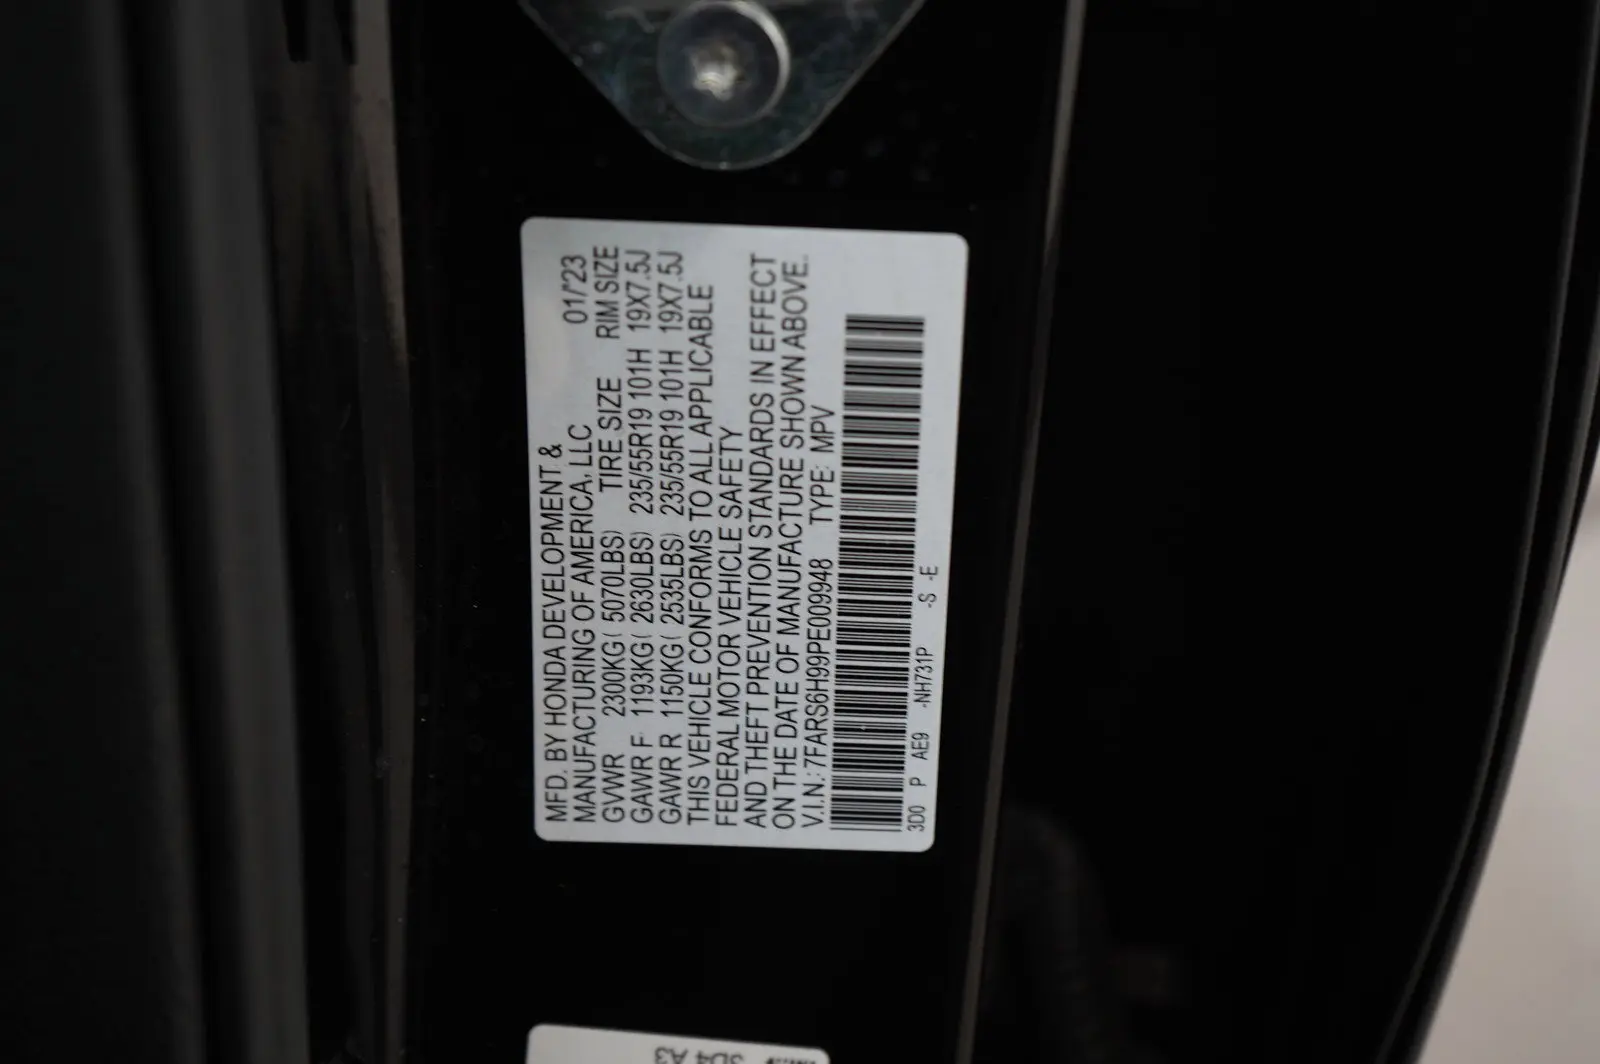 MFD. BY HONDA DEVELOPMENT &
MANUFACTURING OF AMERICA, LLC 01/'23
GVWR 2300KG ( 5070LBS) TIRE SIZE RIM SIZE
GAWR F 1193KG ( 2630LBS) 235/55R19 101H 19X7.5J
GAWR R 1150KG ( 2535LBS) 235/55R19 101H 19X7.5J
THIS VEHICLE CONFORMS TO ALL APPLICABLE
FEDERAL MOTOR VEHICLE SAFETY
AND THEFT PREVENTION STANDARDS IN EFFECT
ON THE DATE OF MANUFACTURE SHOWN ABOVE.
V.I.N.: 7FARS6H99PE009948 TYPE: MPV
3D0 P AE9 -NH731P -S -E
3D4 A3